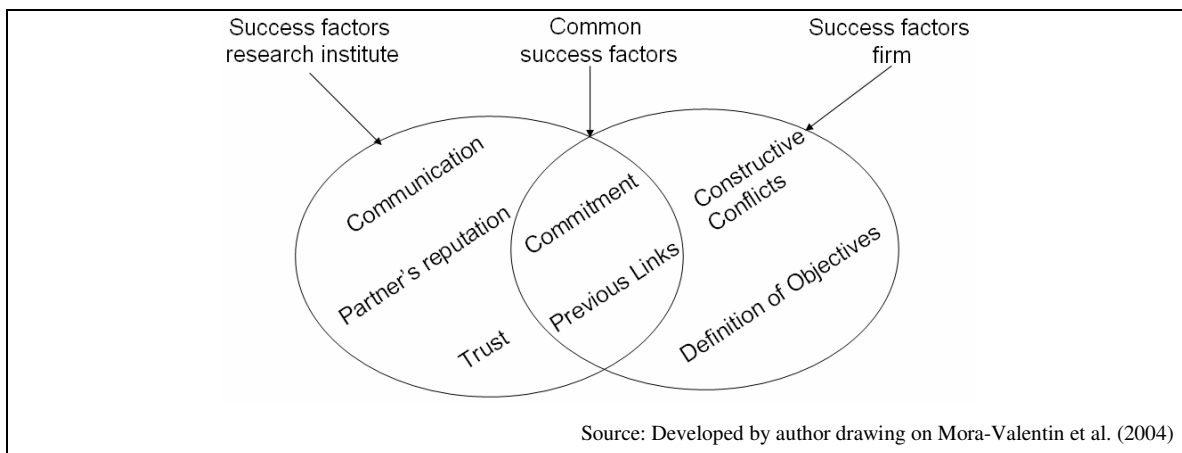 Success factors
research institute
Common
success factors
Success factors
firm
Communication
Partner's reputation
Trust
Commitment
Previous Links
Constructive
Conflicts
Definition of Objectives
Source: Developed by author drawing on Mora-Valentin et al. (2004)